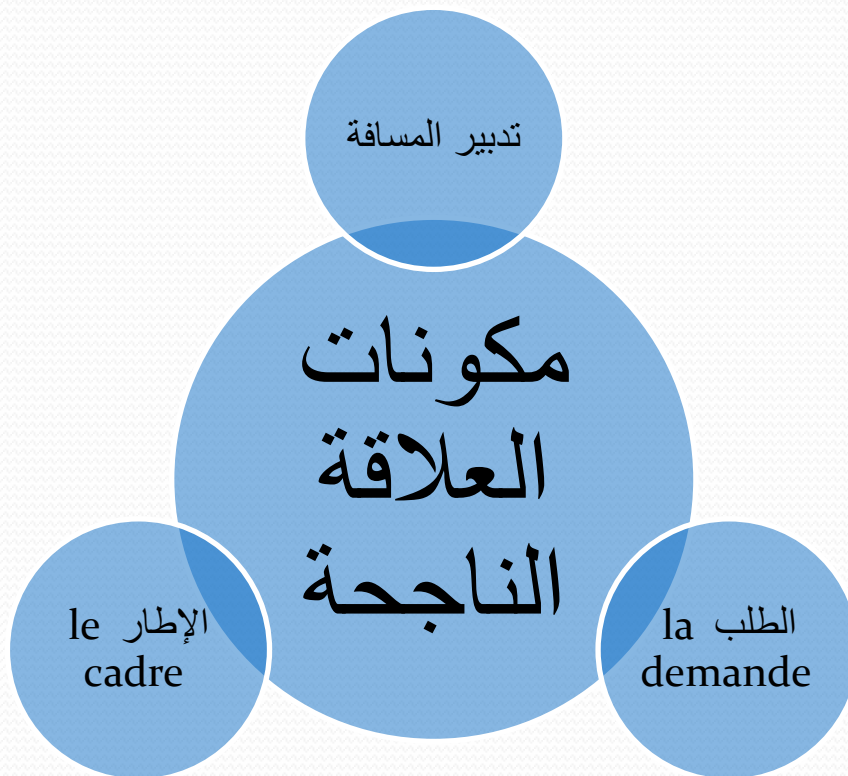 تدبير المسافة
مكونات
العلاقة
الناجحة
الطلب la
demande
الإطار le
cadre